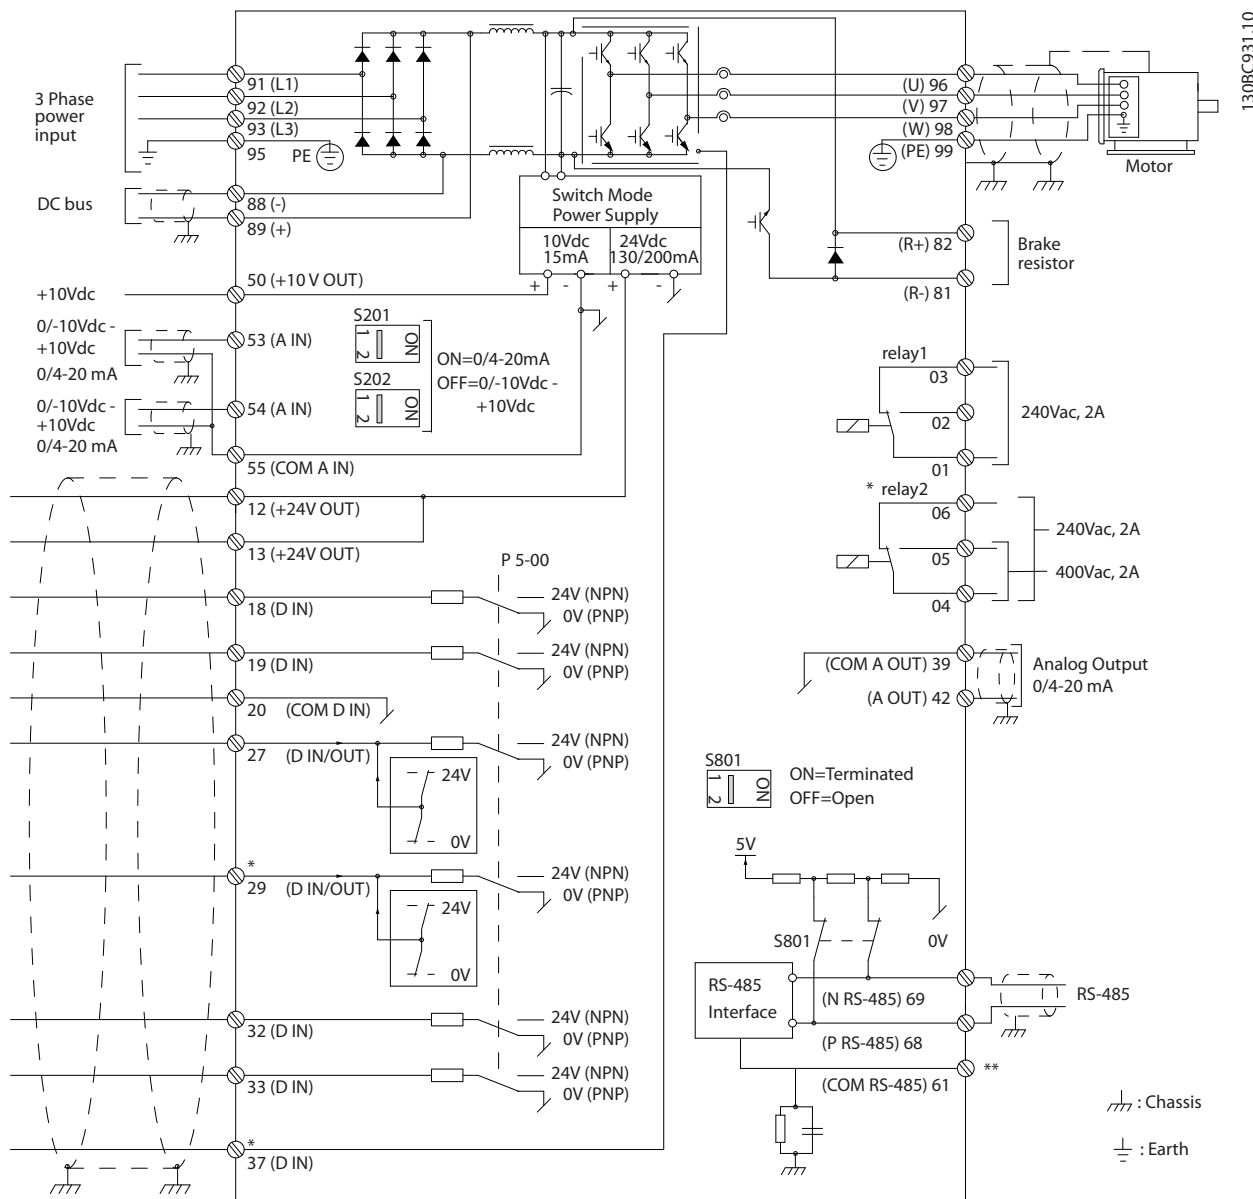 130BC931.10
3 Phase
power
input
91 (L1)
92 (L2)
93 (L3)
95
PE
DC bus
88 (-)
89 (+)
Switch Mode
Power Supply
10Vdc
15mA
24Vdc
130/200mA
+
-
+
-
(U) 96
(V) 97
(W) 98
(PE) 99
Motor
(R+) 82
(R-) 81
Brake
resistor
+10Vdc
50 (+10 V OUT)
0/-10Vdc -
+10Vdc
0/4-20 mA
53 (A IN)
0/-10Vdc -
+10Vdc
0/4-20 mA
54 (A IN)
55 (COM A IN)
S201
1 2
ON
S202
1 2
ON
ON=0/4-20mA
OFF=0/-10Vdc -
+10Vdc
12 (+24V OUT)
13 (+24V OUT)
P 5-00
18 (D IN)
24V (NPN)
0V (PNP)
19 (D IN)
24V (NPN)
0V (PNP)
20 (COM D IN)
27 (D IN/OUT)
24V (NPN)
0V (PNP)
24V
0V
*
29 (D IN/OUT)
24V (NPN)
0V (PNP)
24V
0V
32 (D IN)
24V (NPN)
0V (PNP)
33 (D IN)
24V (NPN)
0V (PNP)
*
37 (D IN)
relay1
03
02
01
240Vac, 2A
* relay2
06
05
04
240Vac, 2A
400Vac, 2A
(COM A OUT) 39
(A OUT) 42
Analog Output
0/4-20 mA
S801
1 2
ON
ON=Terminated
OFF=Open
5V
S801
0V
RS-485
Interface
(N RS-485) 69
(P RS-485) 68
(COM RS-485) 61
RS-485
**
: Chassis
: Earth